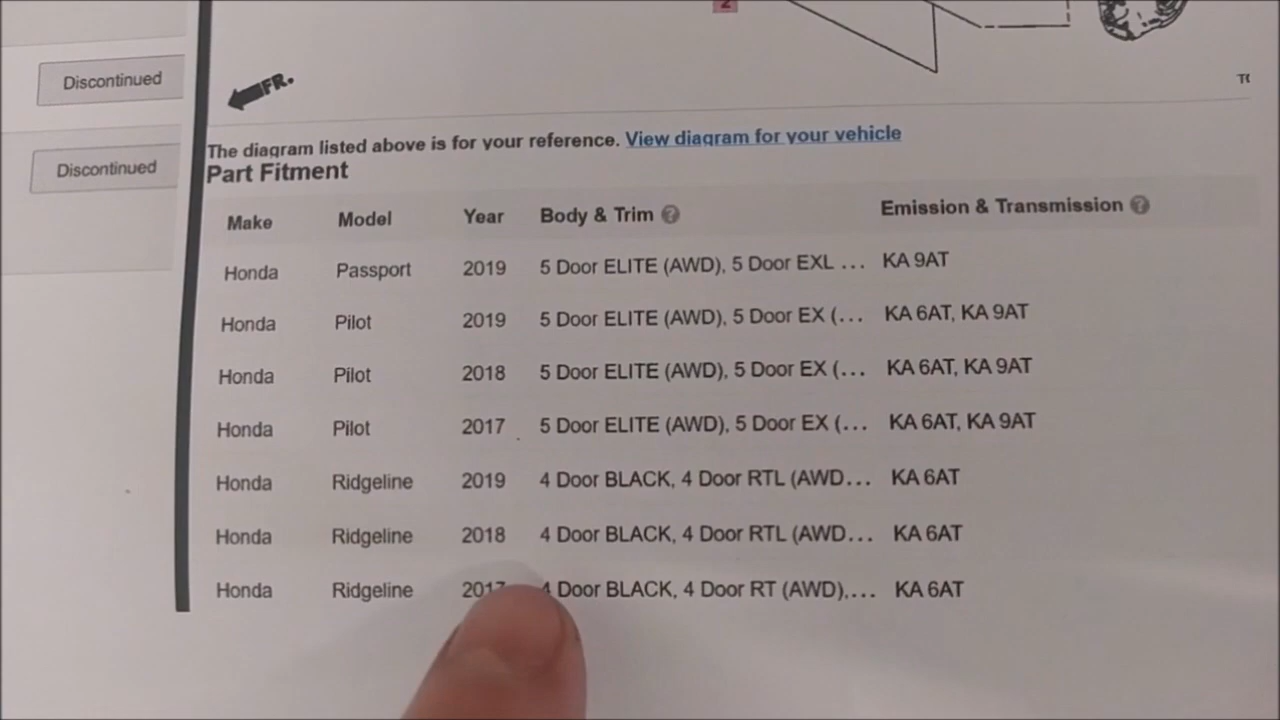 2
FR.
Discontinued
Discontinued
The diagram listed above is for your reference. View diagram for your vehicle
Part Fitment
Make Model Year Body & Trim ? Emission & Transmission ?
Honda Passport 2019 5 Door ELITE (AWD), 5 Door EXL ... KA 9AT
Honda Pilot 2019 5 Door ELITE (AWD), 5 Door EX (... KA 6AT, KA 9AT
Honda Pilot 2018 5 Door ELITE (AWD), 5 Door EX (... KA 6AT, KA 9AT
Honda Pilot 2017 5 Door ELITE (AWD), 5 Door EX (... KA 6AT, KA 9AT
Honda Ridgeline 2019 4 Door BLACK, 4 Door RTL (AWD... KA 6AT
Honda Ridgeline 2018 4 Door BLACK, 4 Door RTL (AWD... KA 6AT
Honda Ridgeline 2017 4 Door BLACK, 4 Door RT (AWD),... KA 6AT